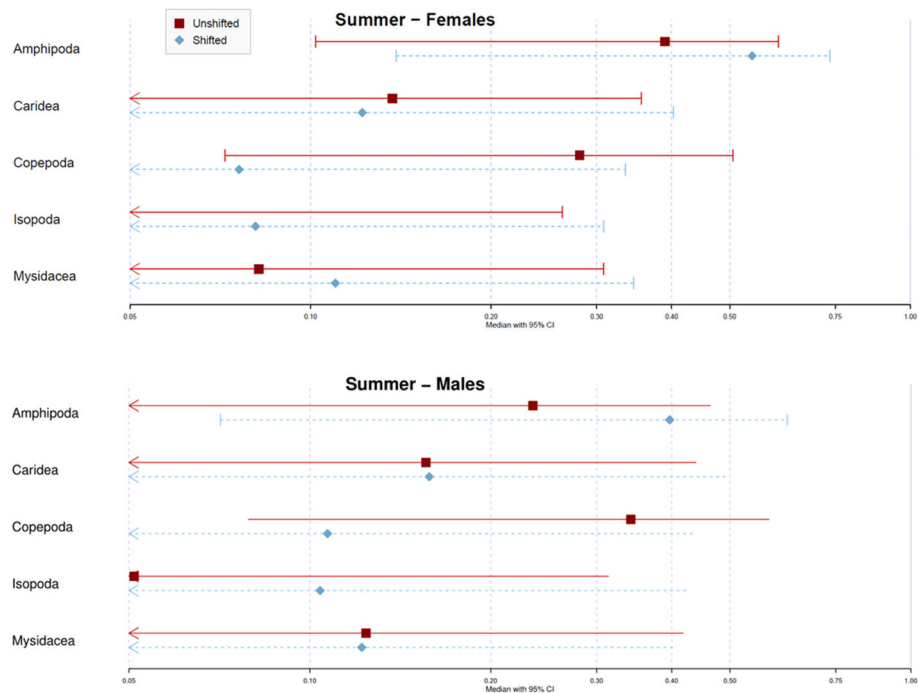 Summer – Females
Unshifted
Shifted
Amphipoda
Caridea
Copepoda
Isopoda
Mysidacea
0.05 0.10 0.20 0.30 0.40 0.50 0.75 1.00
Median with 95% CI
Summer – Males
Amphipoda
Caridea
Copepoda
Isopoda
Mysidacea
0.05 0.10 0.20 0.30 0.40 0.50 0.75 1.00
Median with 95% CI